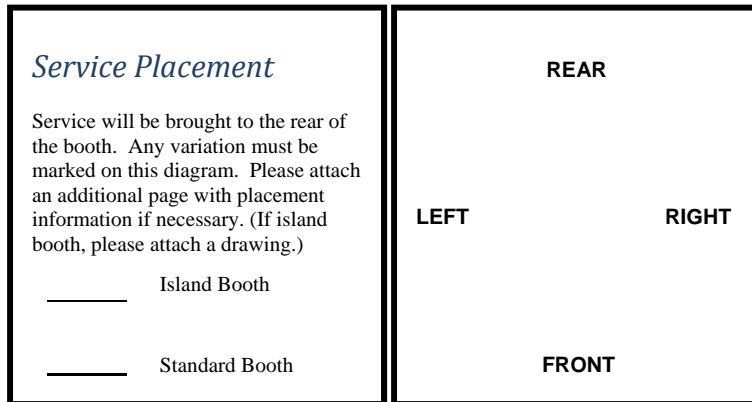 Service Placement
Service will be brought to the rear of
the booth.  Any variation must be
marked on this diagram.  Please attach
an additional page with placement
information if necessary. (If island
booth, please attach a drawing.)
Island Booth
Standard Booth
REAR
LEFT RIGHT
FRONT